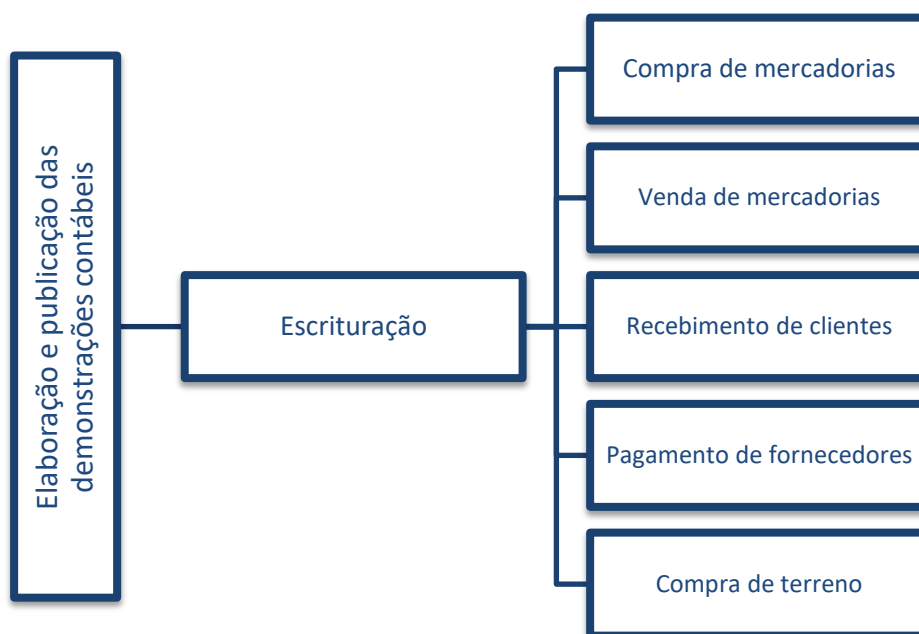 Elaboração e publicação das
demonstrações contábeis
Escrituração
Compra de mercadorias
Venda de mercadorias
Recebimento de clientes
Pagamento de fornecedores
Compra de terreno